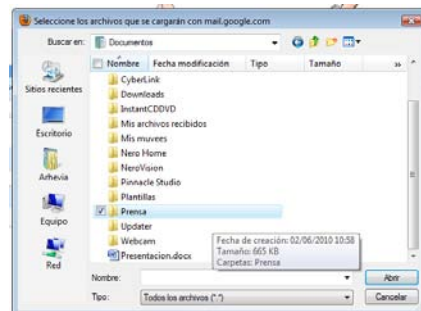 Seleccione los archivos que se cargarán con mail.google.com
Buscar en: Documentos
Nombre Fecha modificación Tipo Tamaño »
Sitios recientes
Escritorio
Arhevia
Equipo
Red
CyberLink
Downloads
InstantCDDVD
Mis archivos recibidos
Mis muvees
Nero Home
NeroVision
Pinnacle Studio
Plantillas
Prensa
Updater
Webcam
Presentacion.docx
Fecha de creación: 02/06/2010 10:58
Tamaño: 665 KB
Carpetas: Prensa
Nombre:
Abrir
Tipo: Todos los archivos (*.*)
Cancelar